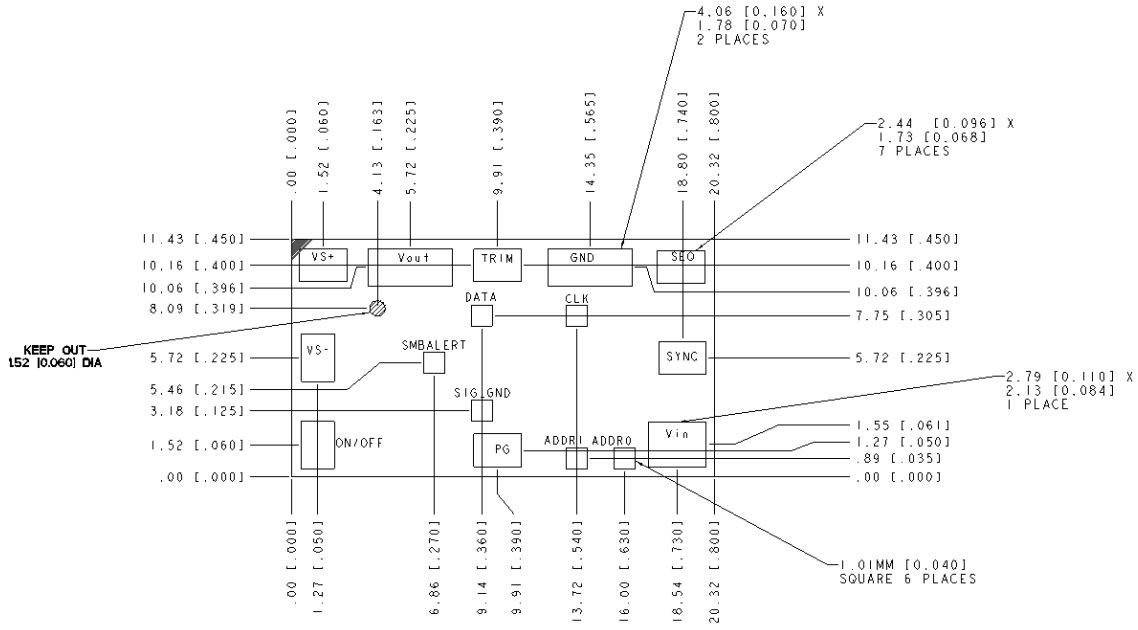 4.06 [0.160] X
1.78 [0.070]
2 PLACES
2.44 [0.096] X
1.73 [0.068]
7 PLACES
.00 [.000]
1.52 [.060]
4.13 [.163]
5.72 [.225]
9.91 [.390]
14.35 [.565]
18.80 [.740]
20.32 [.800]
11.43 [.450]
10.16 [.400]
10.06 [.396]
8.09 [.319]
KEEP OUT
1.52 [0.060] DIA
5.72 [.225]
5.46 [.215]
3.18 [.125]
1.52 [.060]
.00 [.000]
VS+
Vout
TRIM
GND
SEQ
DATA
CLK
VS-
SMBALERT
SYNC
SIG_GND
ON/OFF
PG
ADDR1
ADDR0
Vin
11.43 [.450]
10.16 [.400]
10.06 [.396]
7.75 [.305]
5.72 [.225]
2.79 [0.110] X
2.13 [0.084]
1 PLACE
1.55 [.061]
1.27 [.050]
.89 [.035]
.00 [.000]
.00 [.000]
1.27 [.050]
6.86 [.270]
9.14 [.360]
9.91 [.390]
13.72 [.540]
16.00 [.630]
18.54 [.730]
20.32 [.800]
1.01MM [0.040]
SQUARE 6 PLACES